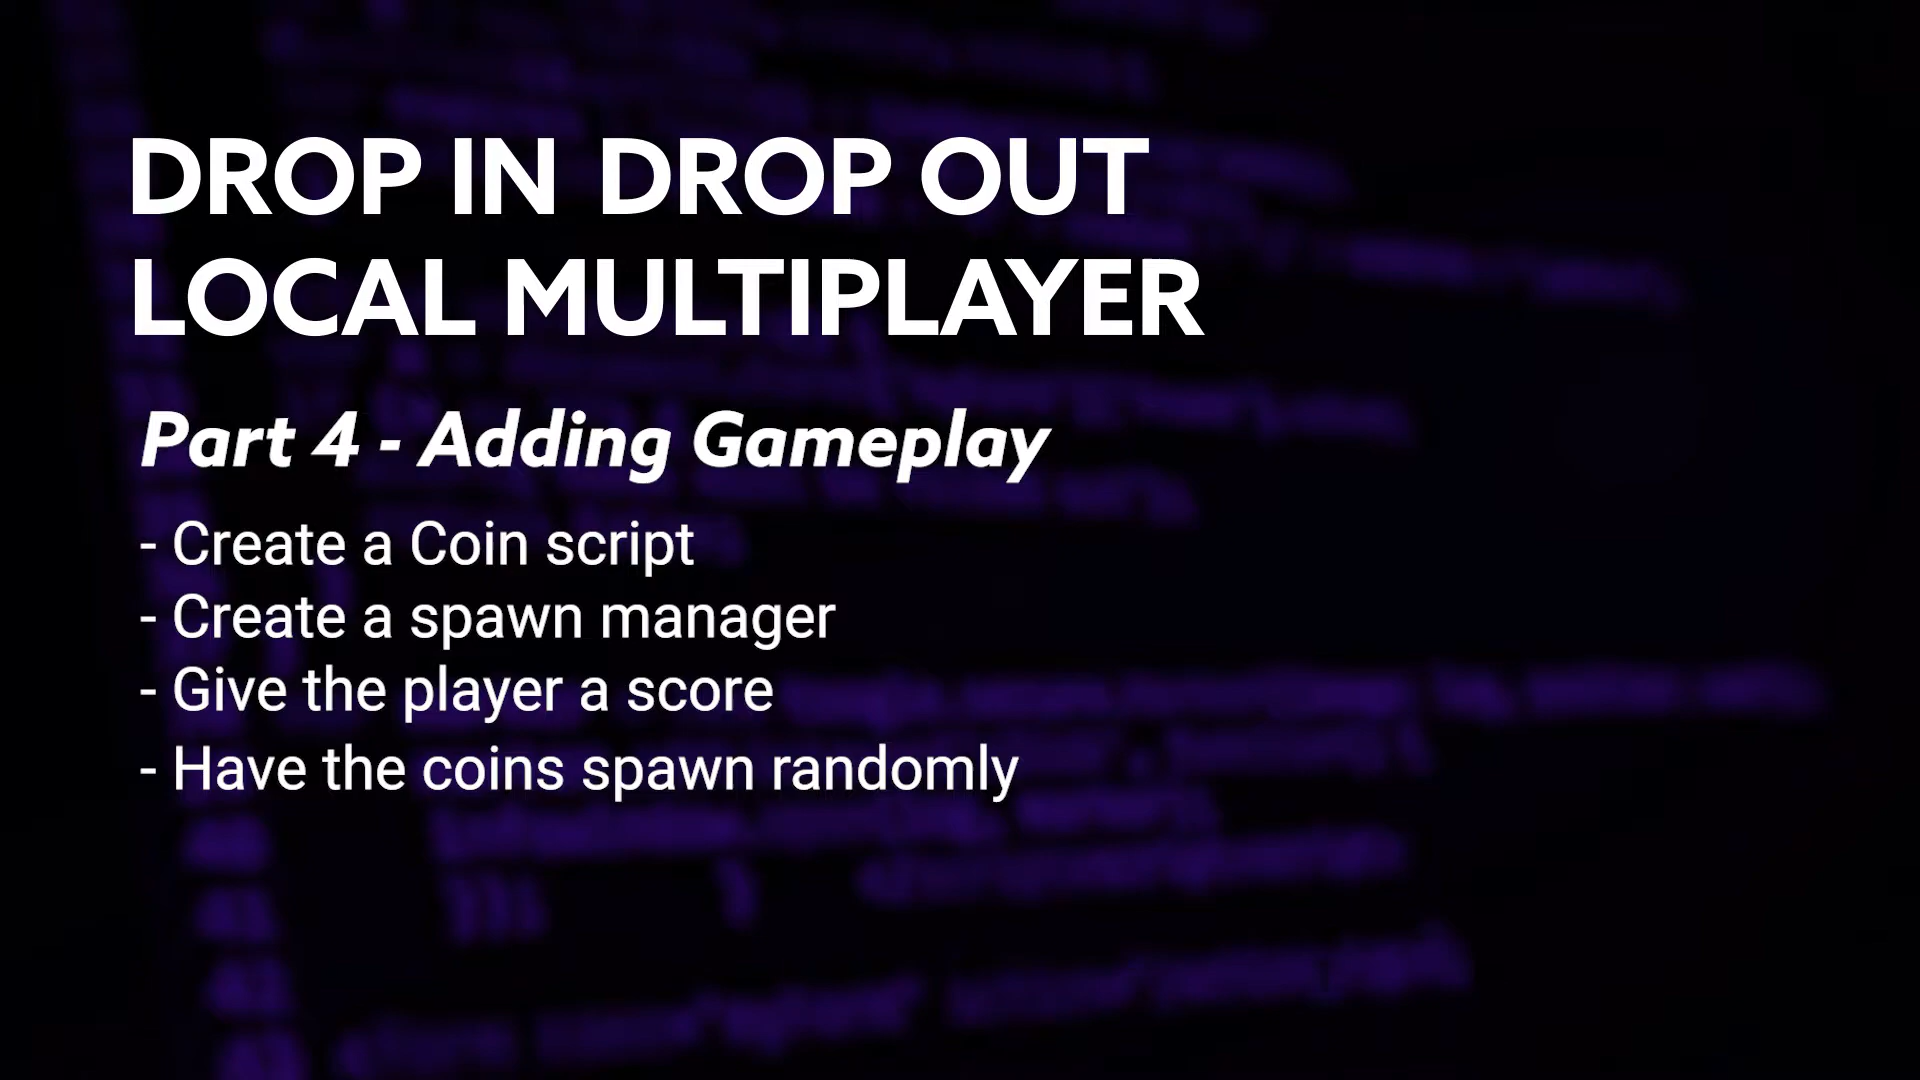 DROP IN DROP OUT
LOCAL MULTIPLAYER
Part 4 - Adding Gameplay
- Create a Coin script
- Create a spawn manager
- Give the player a score
- Have the coins spawn randomly